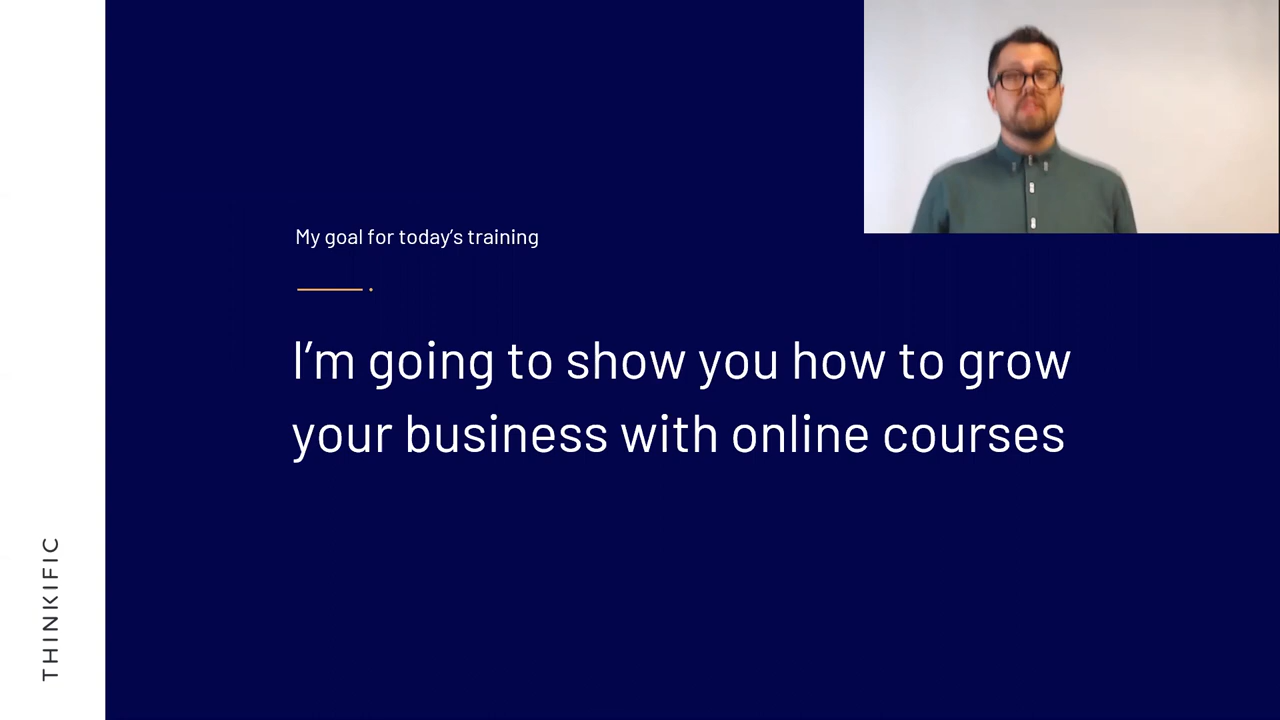 My goal for today's training
I'm going to show you how to grow
your business with online courses
THINKIFIC